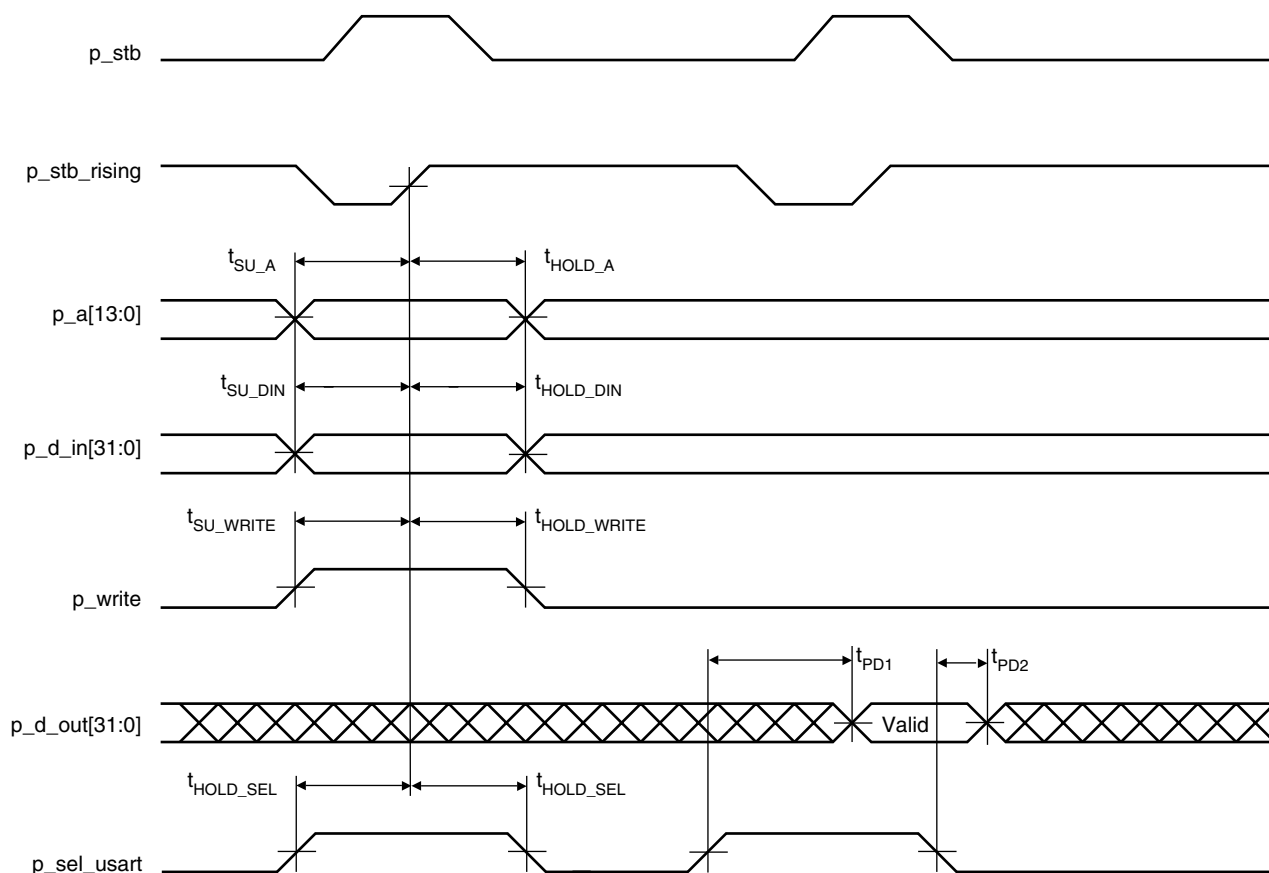 p_stb
p_stb_rising
tSU_A
tHOLD_A
p_a[13:0]
tSU_DIN
tHOLD_DIN
p_d_in[31:0]
tSU_WRITE
tHOLD_WRITE
p_write
tPD1
tPD2
p_d_out[31:0]
Valid
tHOLD_SEL
tHOLD_SEL
p_sel_usart